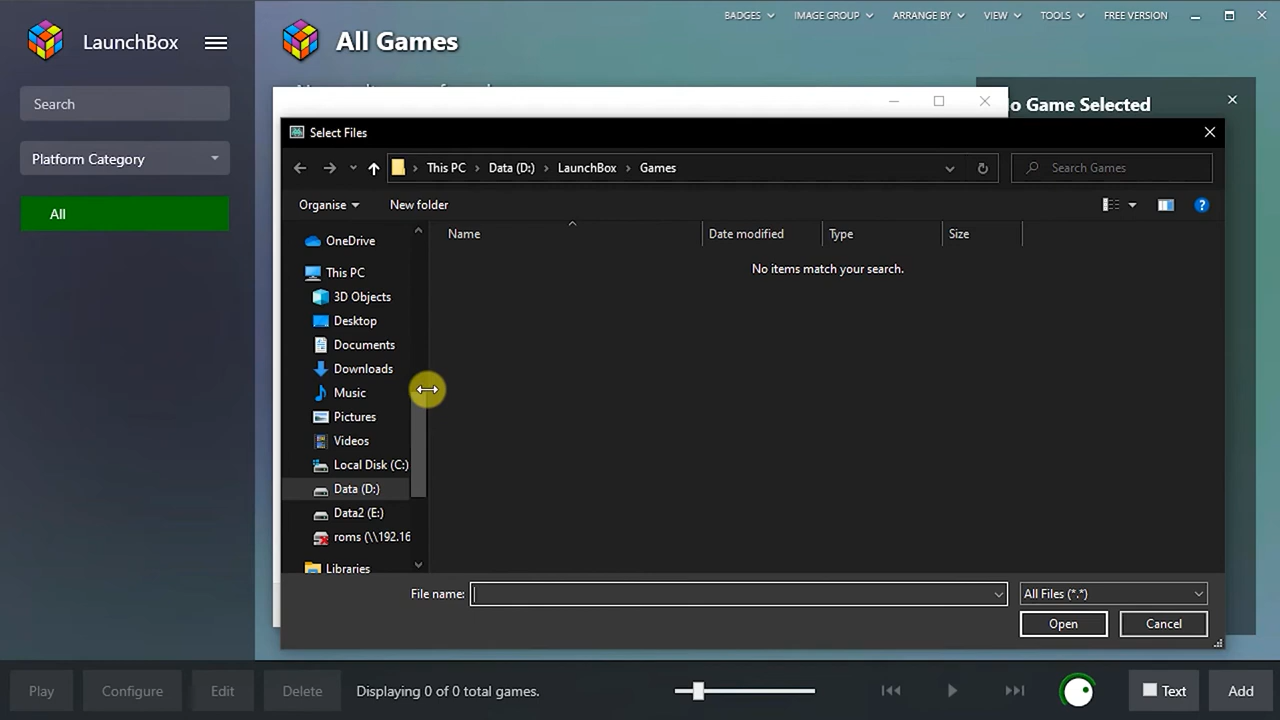 LaunchBox
All Games
BADGES
IMAGE GROUP
ARRANGE BY
VIEW
TOOLS
FREE VERSION
Search
Platform Category
All
o Game Selected
Select Files
This PC
Data (D:)
LaunchBox
Games
Search Games
Organise
New folder
Name
Date modified
Type
Size
No items match your search.
OneDrive
This PC
3D Objects
Desktop
Documents
Downloads
Music
Pictures
Videos
Local Disk (C:)
Data (D:)
Data2 (E:)
roms (\\192.16
Libraries
File name:
All Files (*.*)
Open
Cancel
Play
Configure
Edit
Delete
Displaying 0 of 0 total games.
Text
Add